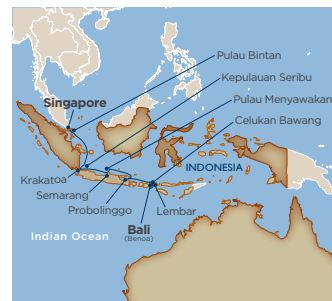 Pulau Bintan
Kepulauan Seribu
Singapore
Pulau Menyawakan
Celukan Bawang
INDONESIA
Krakatoa
Semarang
Probolinggo
Lembar
Bali
(Benoa)
Indian Ocean